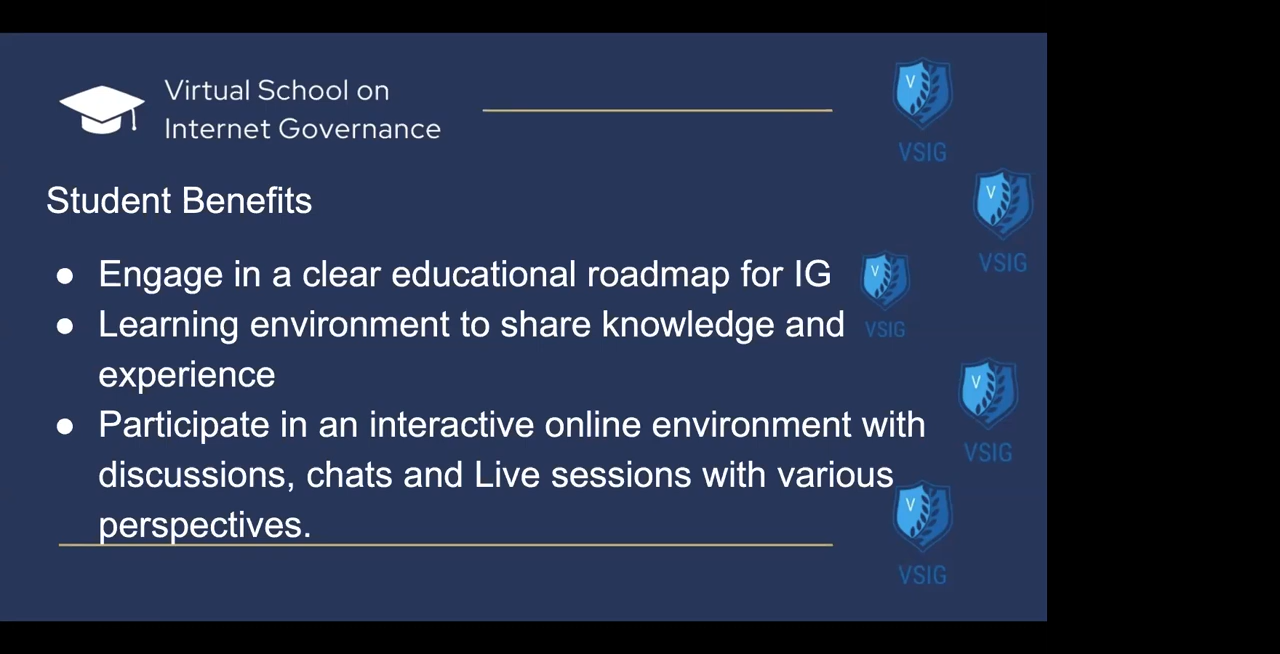 Virtual School on
Internet Governance
V
VSIG
V
VSIG
Student Benefits
● Engage in a clear educational roadmap for IG
V
VSIG
● Learning environment to share knowledge and
experience
● Participate in an interactive online environment with
discussions, chats and Live sessions with various
perspectives.
V
VSIG
V
VSIG